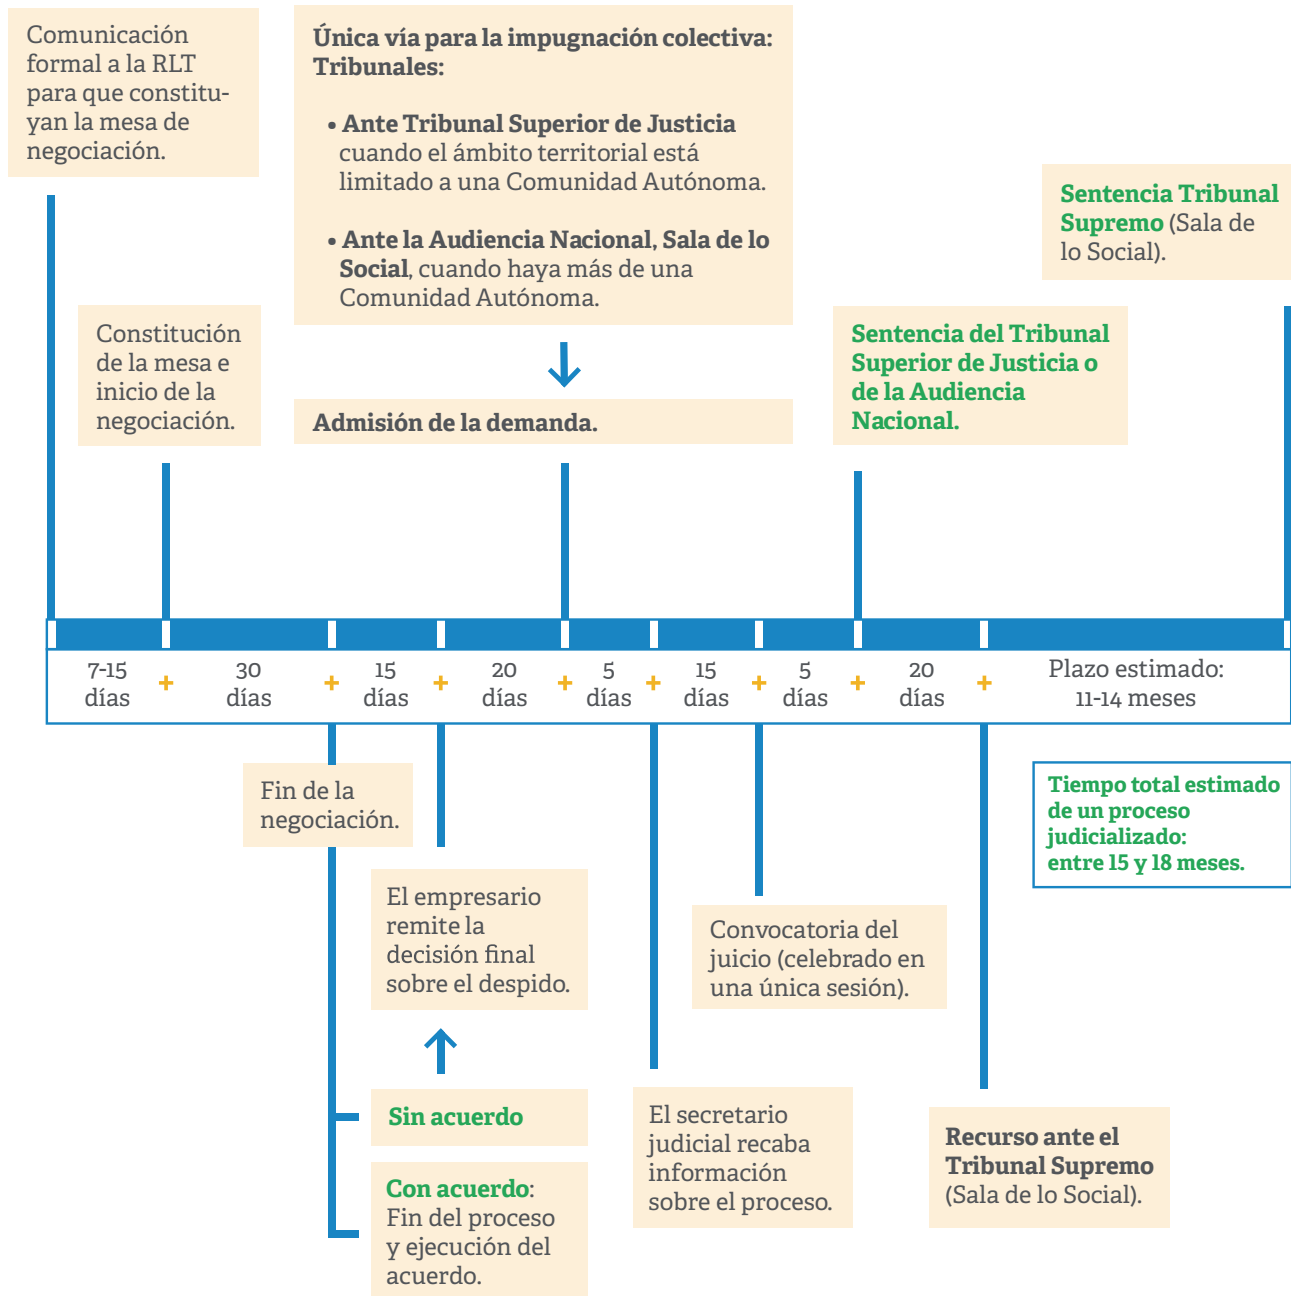 Comunicación
formal a la RLT
para que constitu-
yan la mesa de
negociación.
Única vía para la impugnación colectiva:
Tribunales:
• Ante Tribunal Superior de Justicia
cuando el ámbito territorial está
limitado a una Comunidad Autónoma.
• Ante la Audiencia Nacional, Sala de lo
Social, cuando haya más de una
Comunidad Autónoma.
Sentencia Tribunal
Supremo (Sala de
lo Social).
Constitución
de la mesa e
inicio de la
negociación.
Sentencia del Tribunal
Superior de Justicia o
de la Audiencia
Nacional.
Admisión de la demanda.
7-15
días
+
30
días
+
15
días
+
20
días
+
5
días
+
15
días
+
5
días
+
20
días
+
Plazo estimado:
11-14 meses
Fin de la
negociación.
Tiempo total estimado
de un proceso
judicializado:
entre 15 y 18 meses.
El empresario
remite la
decisión final
sobre el despido.
Convocatoria del
juicio (celebrado en
una única sesión).
Sin acuerdo
Con acuerdo:
Fin del proceso
y ejecución del
acuerdo.
El secretario
judicial recaba
información
sobre el proceso.
Recurso ante el
Tribunal Supremo
(Sala de lo Social).